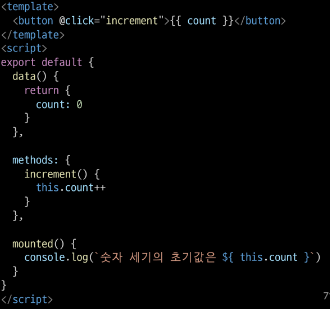 <template>
  <button @click="increment">{{ count }}</button>
</template>
<script>
export default {
  data() {
    return {
      count: 0
    }
  },

  methods: {
    increment() {
      this.count++
    }
  },

  mounted() {
    console.log(`숫자 세기의 초기값은 ${ this.count }`)
  }
}
</script>
7